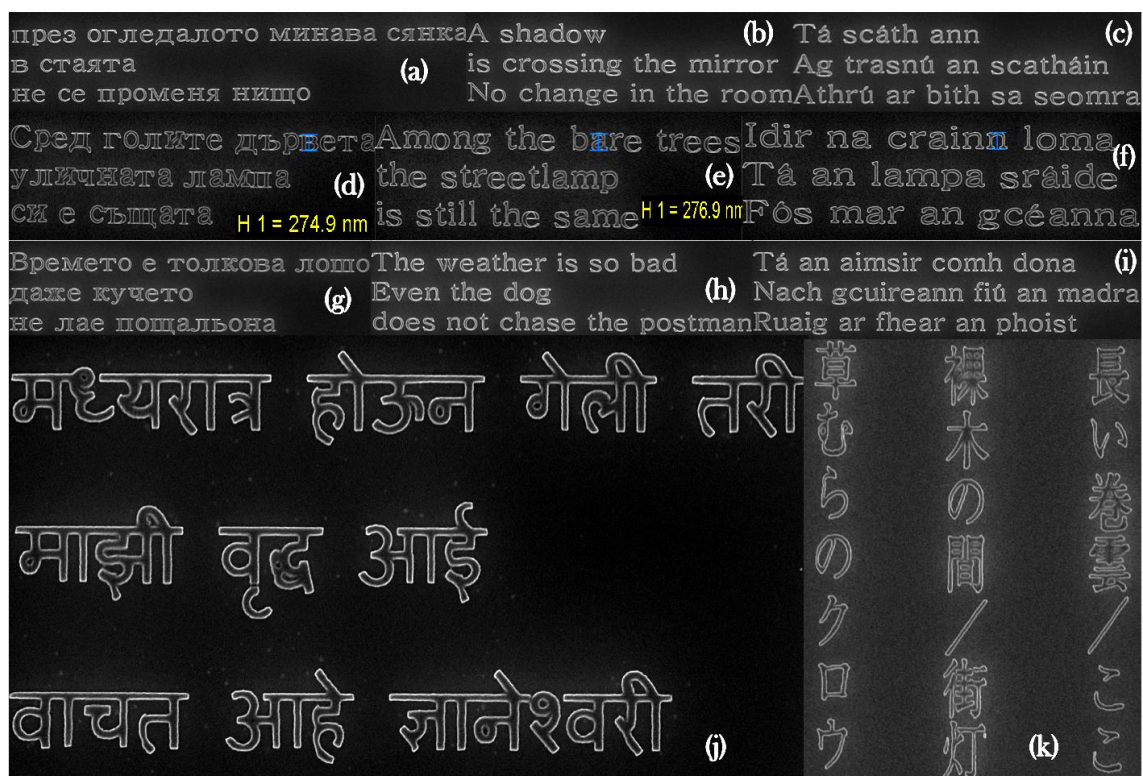 през огледалото минава сянка
в стаята
не се променя нищо
(a)
A shadow
is crossing the mirror
No change in the room
(b)
Tá scáth ann
Ag trasnú an scatháin
Athrú ar bith sa seomra
(c)
Сред голите дървета
уличната лампа
си е същата
(d)
H 1 = 274.9 nm
Among the bare trees
the streetlamp
is still the same
(e)
H 1 = 276.9 nm
Idir na crainn loma
Tá an lampa sráide
Fós mar an gcéanna
(f)
Времето е толкова лошо
даже кучето
не лае пощальона
(g)
The weather is so bad
Even the dog
does not chase the postman
(h)
Tá an aimsir comh dona
Nach gcuireann fiú an madra
Ruaig ar fhear an phoist
(i)
मध्यरात्र होऊन गेली तरी
माझी वृद्ध आई
वाचत आहे ज्ञानेश्वरी
(j)
長い巻雲/ここ
裸木の間/街灯
草むらのクロウ
(k)